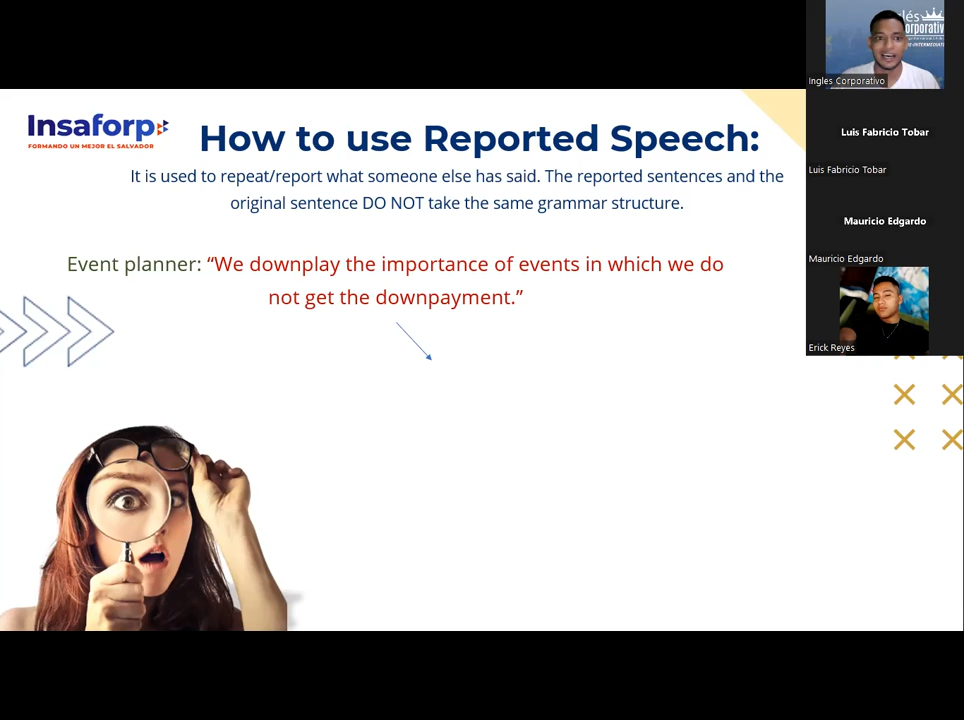 Insaforp
FORMANDO UN MEJOR EL SALVADOR
How to use Reported Speech:
It is used to repeat/report what someone else has said. The reported sentences and the
original sentence DO NOT take the same grammar structure.
Event planner: “We downplay the importance of events in which we do
not get the downpayment.”
Ingles Corporativo
Luis Fabricio Tobar
Luis Fabricio Tobar
Mauricio Edgardo
Mauricio Edgardo
Erick Reyes